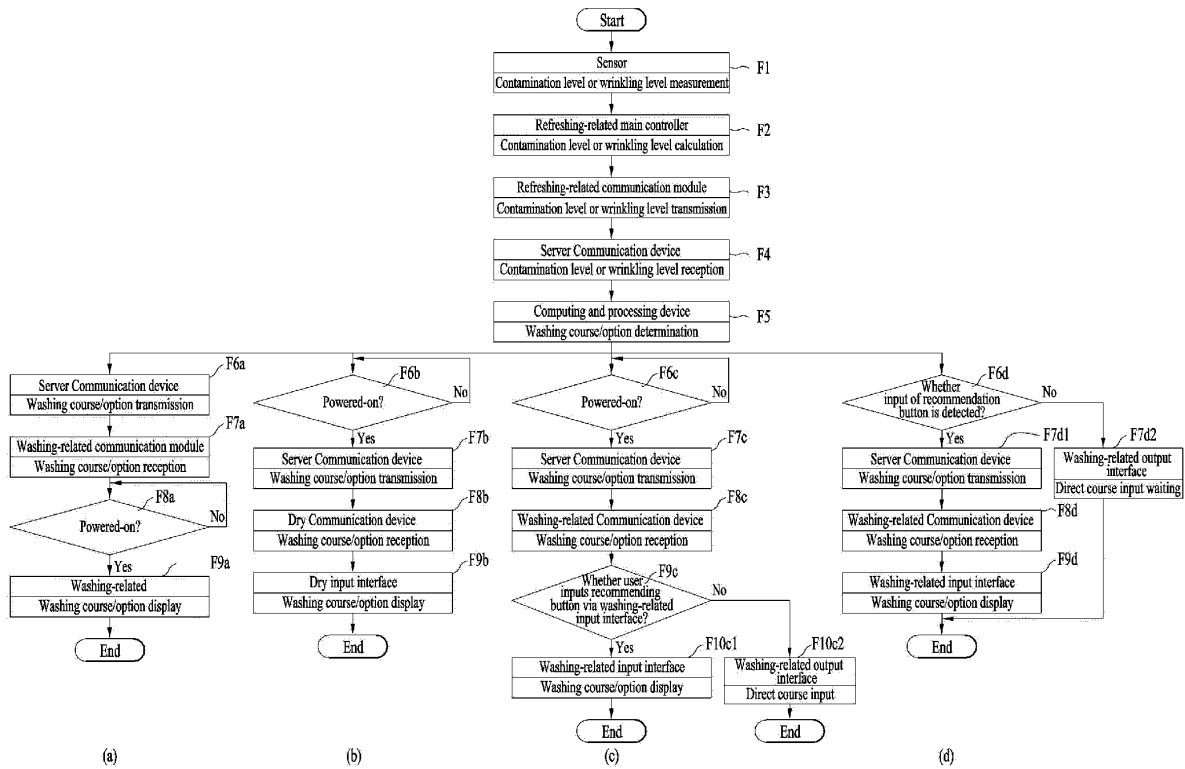 Start
Sensor
F1
Contamination level or wrinkling level measurement
Refreshing-related main controller
F2
Contamination level or wrinkling level calculation
Refreshing-related communication module
F3
Contamination level or wrinkling level transmission
Server Communication device
F4
Contamination level or wrinkling level reception
Computing and processing device
F5
Washing course/option determination
F6a
Server Communication device
Washing course/option transmission
F7a
Washing-related communication module
Washing course/option reception
F8a
Powered-on?
No
Yes
F9a
Washing-related
Washing course/option display
End
(a)
F6b
Powered-on?
No
Yes
F7b
Server Communication device
Washing course/option transmission
F8b
Dry Communication device
Washing course/option reception
F9b
Dry input interface
Washing course/option display
End
(b)
F6c
Powered-on?
No
Yes
F7c
Server Communication device
Washing course/option transmission
F8c
Washing-related Communication device
Washing course/option reception
F9c
Whether user
inputs recommending
button via washing-related
input interface?
No
Yes
F10c1
Washing-related input interface
Washing course/option display
End
F10c2
Washing-related output
interface
Direct course input
End
(c)
F6d
Whether
input of recommendation
button is detected?
No
Yes
F7d1
Server Communication device
Washing course/option transmission
F7d2
Washing-related output
interface
Direct course input waiting
F8d
Washing-related Communication device
Washing course/option reception
F9d
Washing-related input interface
Washing course/option display
End
(d)